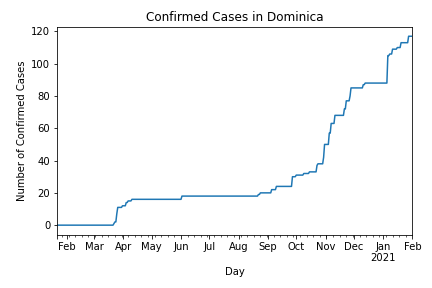 Confirmed Cases in Dominica
Number of Confirmed Cases
120
100
80
60
40
20
0
Feb Mar Apr May Jun Jul Aug Sep Oct Nov Dec Jan Feb
2021
Day